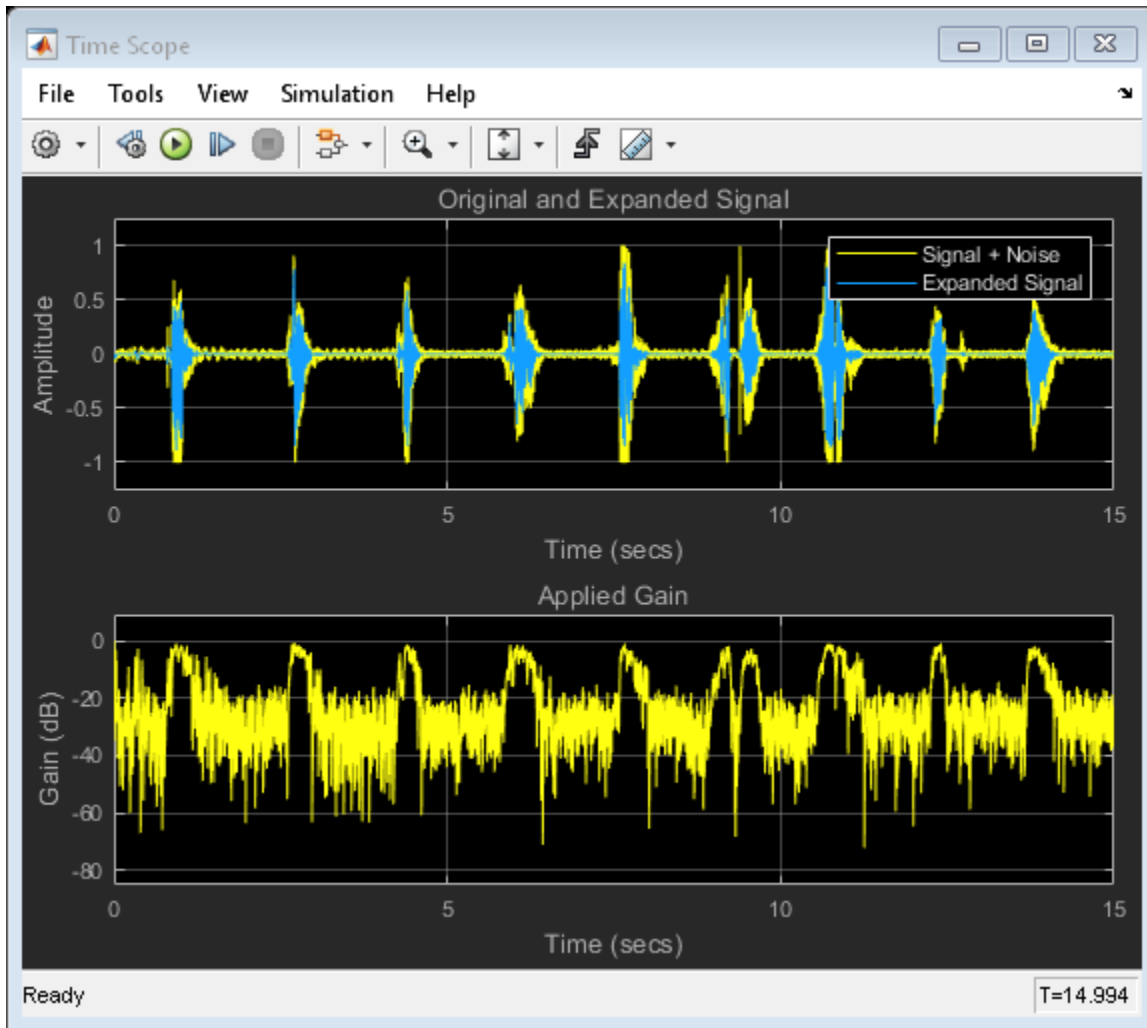 Time Scope
File Tools View Simulation Help
Original and Expanded Signal
Signal + Noise
Expanded Signal
Amplitude
1
0.5
0
-0.5
-1
0 5 10 15
Time (secs)
Applied Gain
Gain (dB)
0
-20
-40
-60
-80
0 5 10 15
Time (secs)
Ready T=14.994